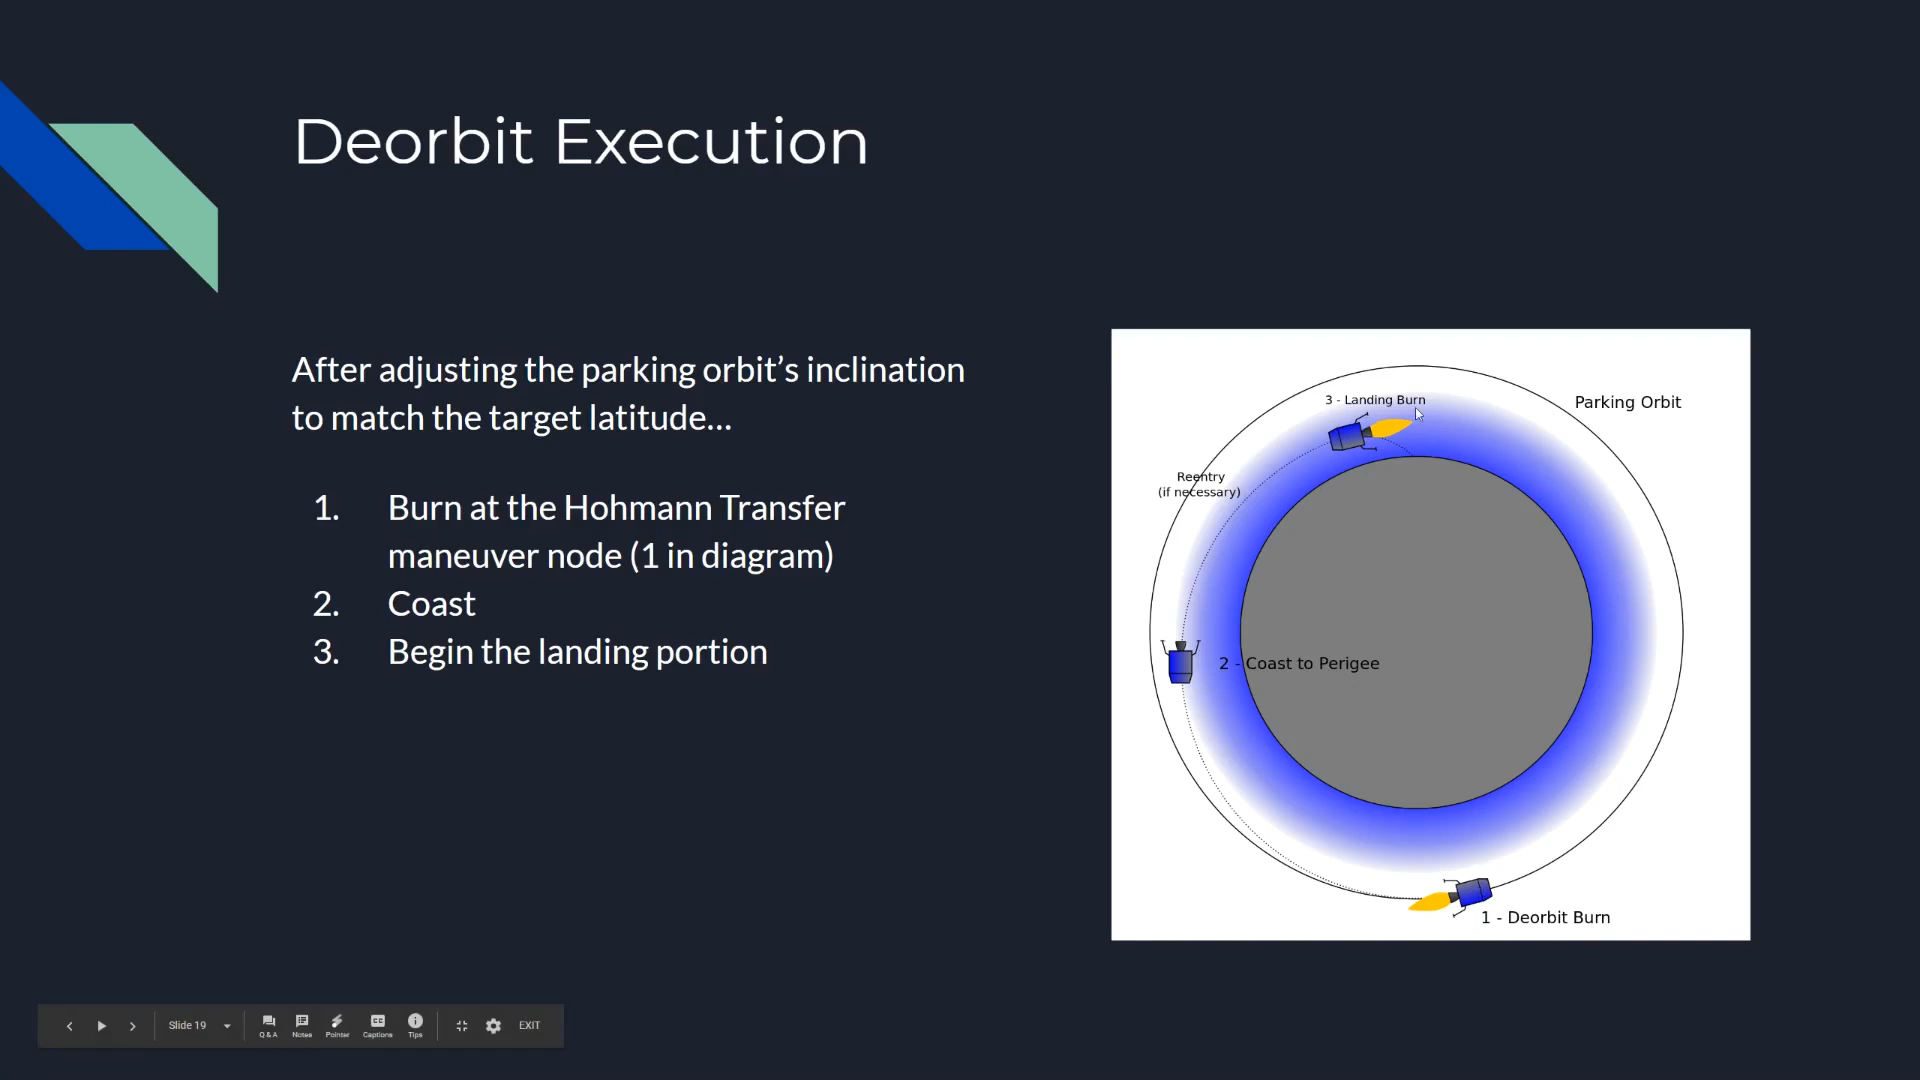 Deorbit Execution
After adjusting the parking orbit’s inclination
to match the target latitude...
1. Burn at the Hohmann Transfer
maneuver node (1 in diagram)
2. Coast
3. Begin the landing portion
3 - Landing Burn
Parking Orbit
Reentry
(if necessary)
2 - Coast to Perigee
1 - Deorbit Burn
Slide 19
Q & A
Notes
Pointer
Captions
Tips
EXIT